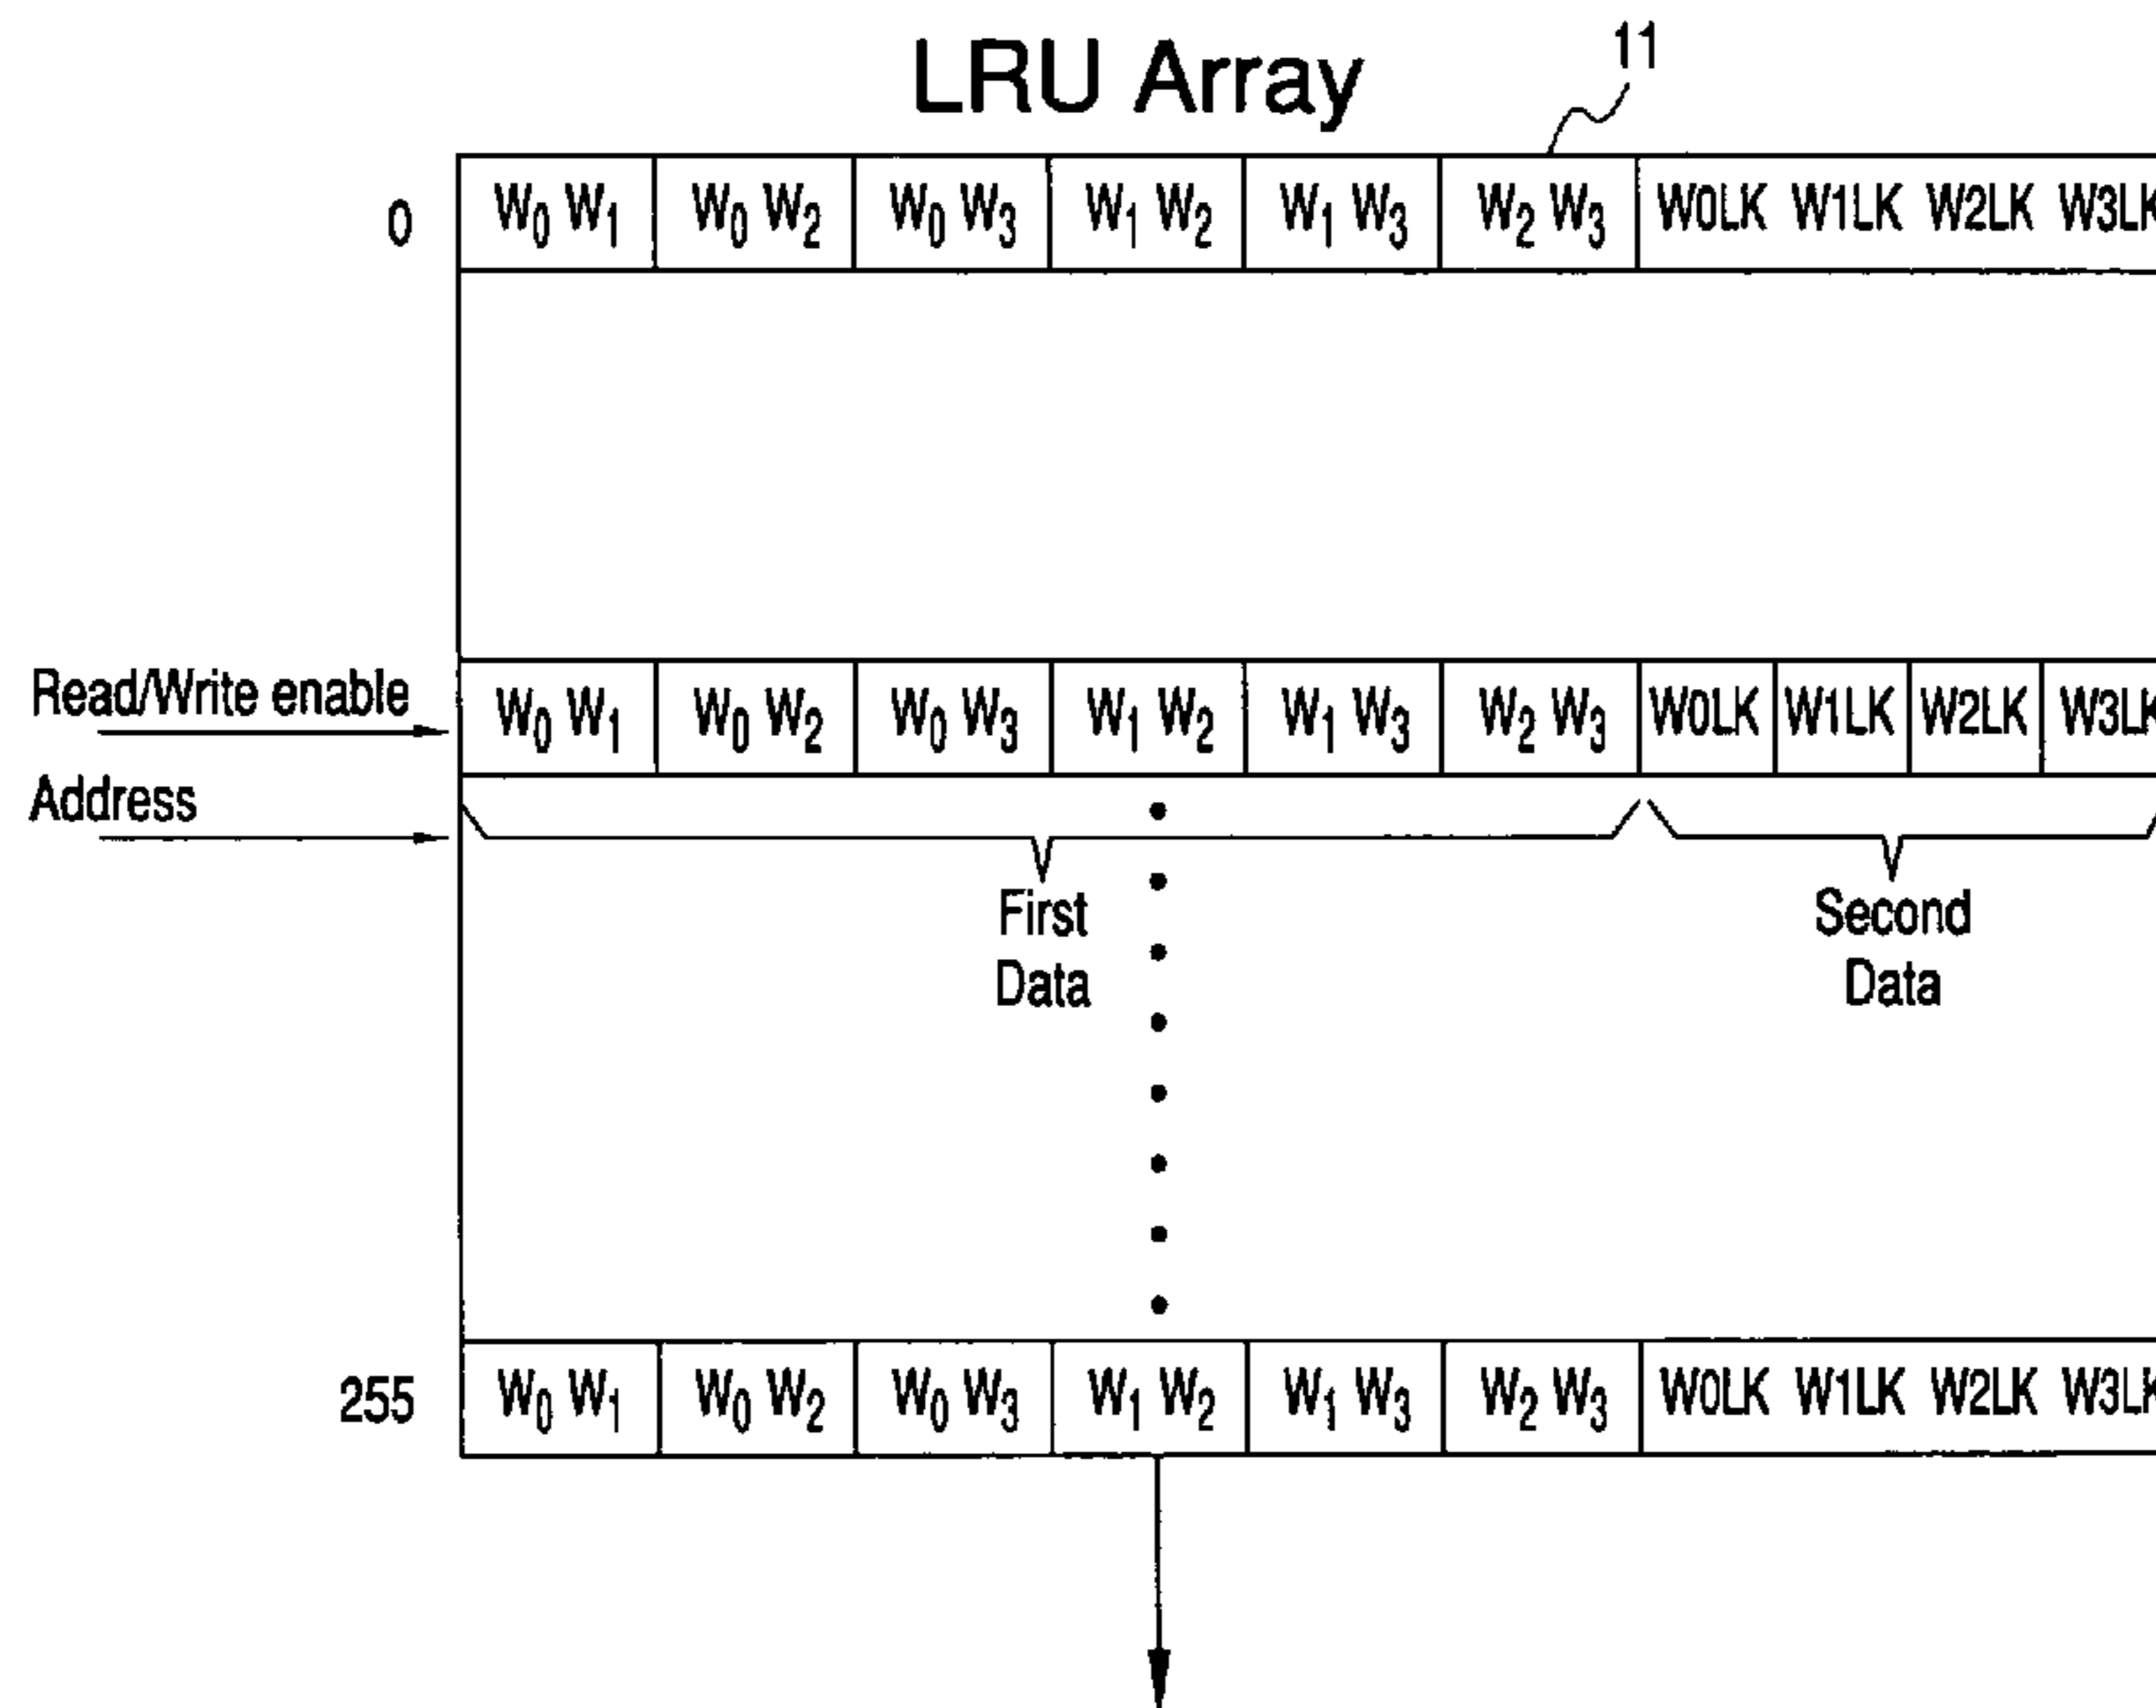 11
LRU Array
0 W0 W1 W0 W2 W0 W3 W1 W2 W1 W3 W2 W3 W0LK W1LK W2LK W3LK
Read/Write enable
W0 W1 W0 W2 W0 W3 W1 W2 W1 W3 W2 W3 W0LK W1LK W2LK W3LK
Address
First
Data
Second
Data
255 W0 W1 W0 W2 W0 W3 W1 W2 W1 W3 W2 W3 W0LK W1LK W2LK W3LK